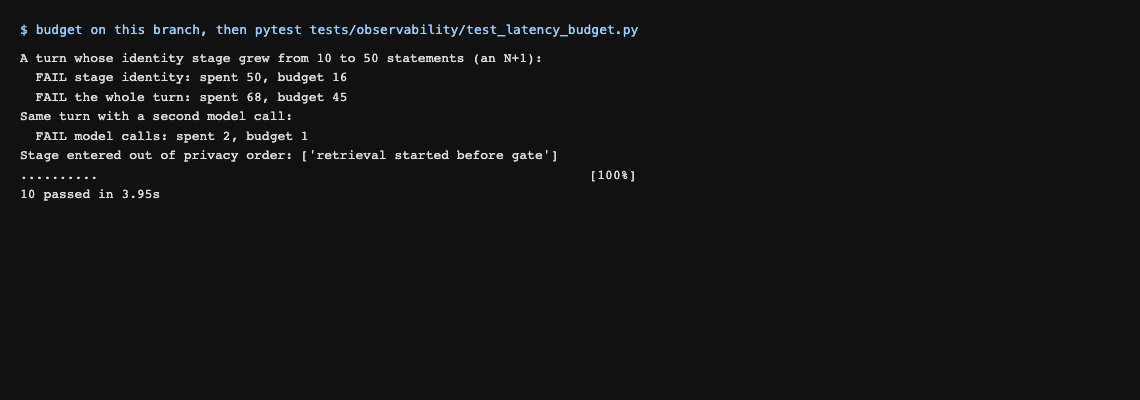 $ budget on this branch, then pytest tests/observability/test_latency_budget.py
A turn whose identity stage grew from 10 to 50 statements (an N+1):
  FAIL stage identity: spent 50, budget 16
  FAIL the whole turn: spent 68, budget 45
Same turn with a second model call:
  FAIL model calls: spent 2, budget 1
Stage entered out of privacy order: ['retrieval started before gate']
.......... [100%]
10 passed in 3.95s